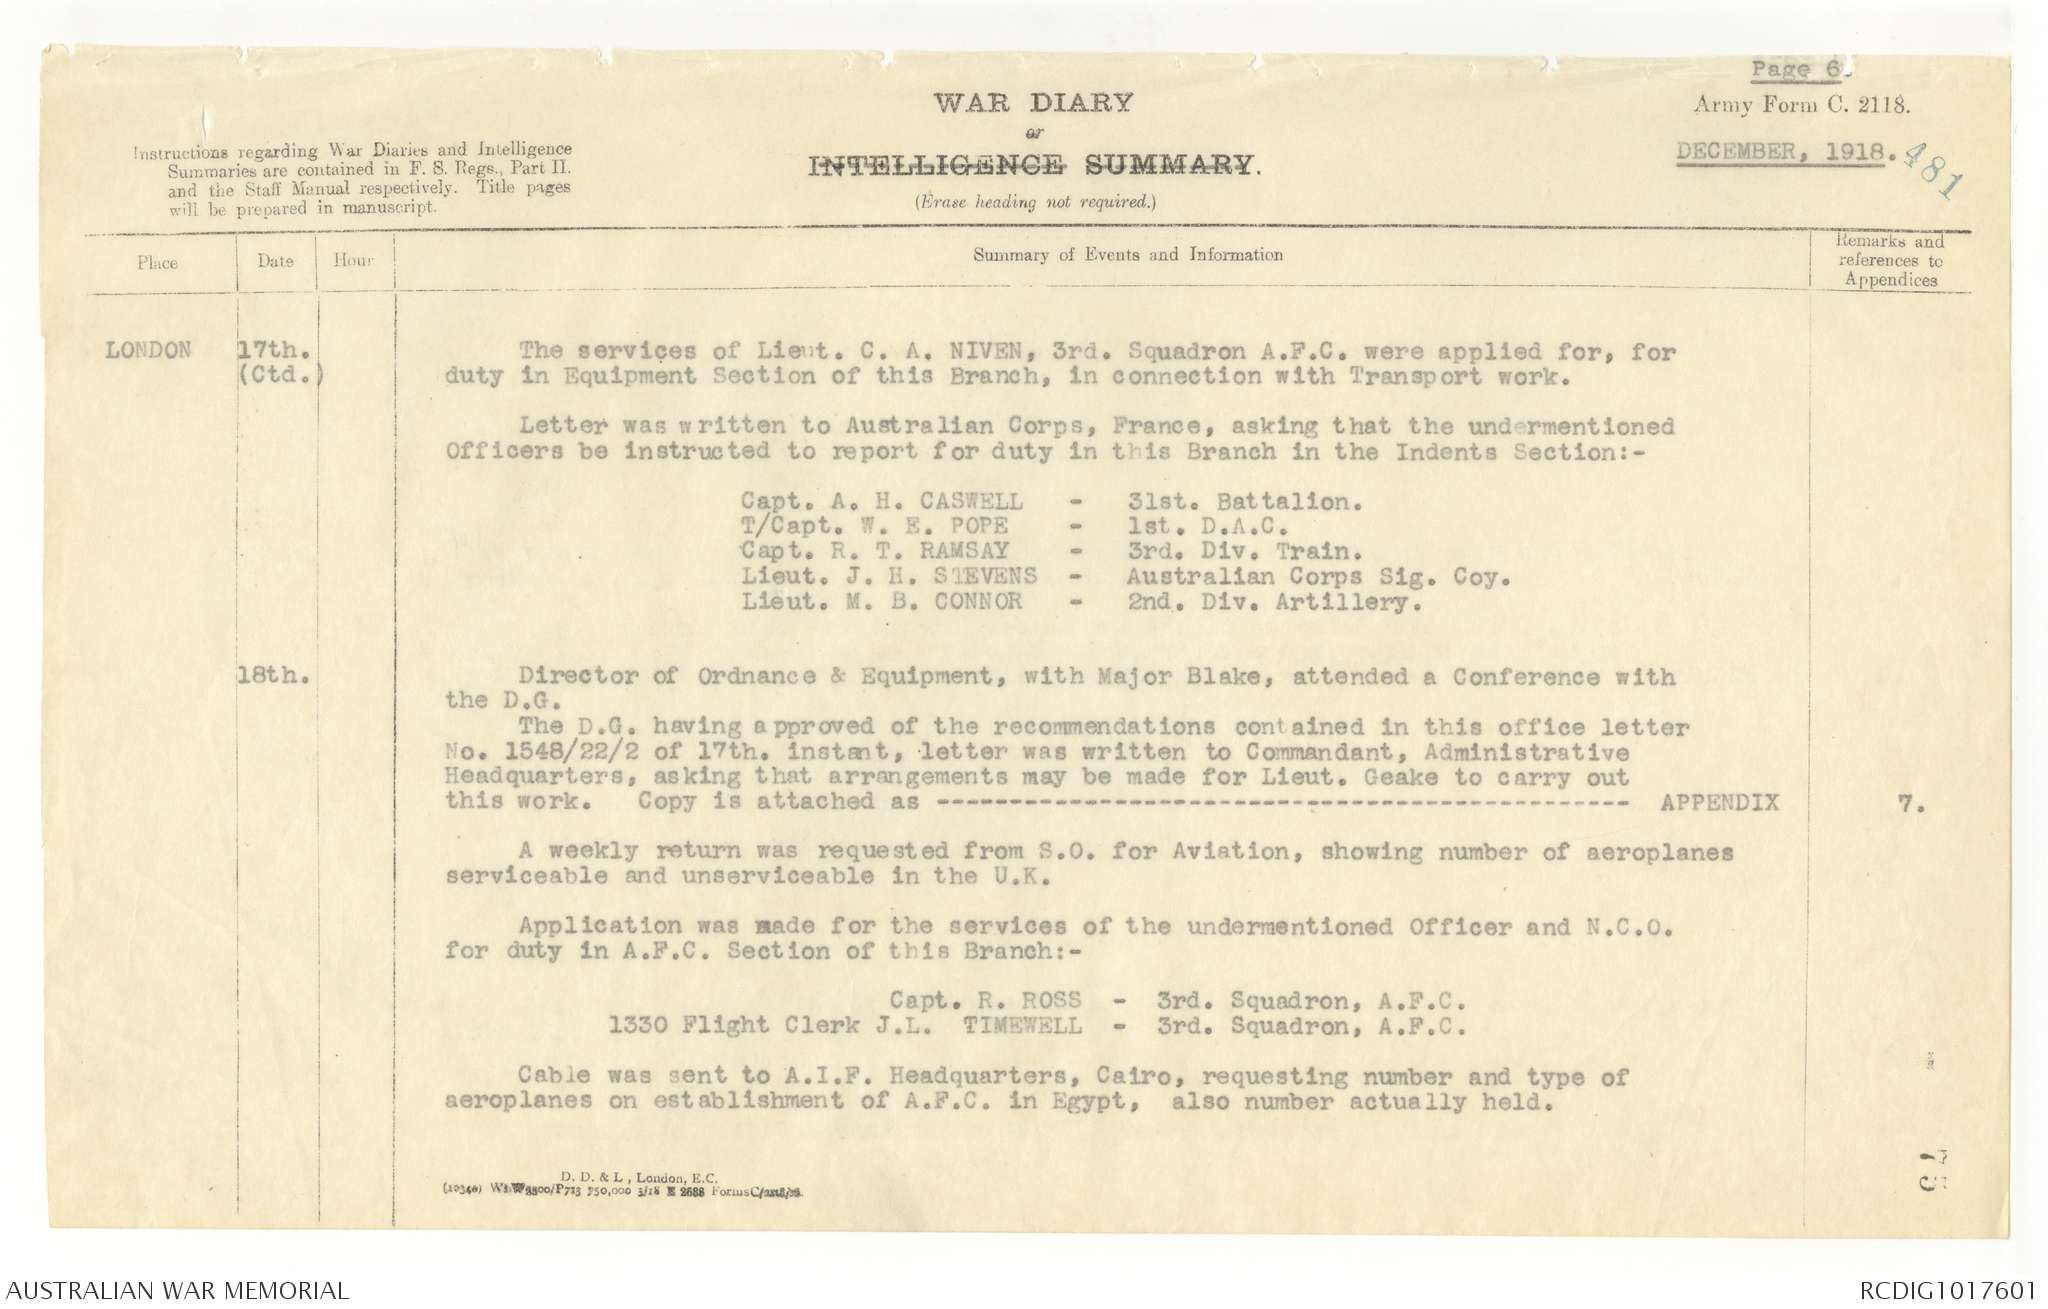 Page 6.
WAR DIARY
or
INTELLIGENCE SUMMARY.
(Erase heading not required.)
Army Form C. 2118.
DECEMBER, 1918.
481
Instructions regarding War Diaries and Intelligence
Summaries are contained in F. S. Regs., Part II.
and the Staff Manual respectively. Title pages
will be prepared in manuscript.
Place
Date
Hour
Summary of Events and Information
Remarks and
references to
Appendices
LONDON
17th.
(Ctd.)
The services of Lieut. C. A. NIVEN, 3rd. Squadron A.F.C. were applied for, for
duty in Equipment Section of this Branch, in connection with Transport work.
Letter was written to Australian Corps, France, asking that the undermentioned
Officers be instructed to report for duty in this Branch in the Indents Section:-
Capt. A. H. CASWELL - 31st. Battalion.
T/Capt. W. E. POPE - 1st. D.A.C.
Capt. R. T. RAMSAY - 3rd. Div. Train.
Lieut. J. H. STEVENS - Australian Corps Sig. Coy.
Lieut. M. B. CONNOR - 2nd. Div. Artillery.
18th.
Director of Ordnance & Equipment, with Major Blake, attended a Conference with
the D.G.
The D.G. having approved of the recommendations contained in this office letter
No. 1548/22/2 of 17th. instant, letter was written to Commandant, Administrative
Headquarters, asking that arrangements may be made for Lieut. Geake to carry out
this work. Copy is attached as ----------------------------------------------- APPENDIX 7.
A weekly return was requested from S.O. for Aviation, showing number of aeroplanes
serviceable and unserviceable in the U.K.
Application was made for the services of the undermentioned Officer and N.C.O.
for duty in A.F.C. Section of this Branch:-
Capt. R. ROSS - 3rd. Squadron, A.F.C.
1330 Flight Clerk J.L. TIMEWELL - 3rd. Squadron, A.F.C.
Cable was sent to A.I.F. Headquarters, Cairo, requesting number and type of
aeroplanes on establishment of A.F.C. in Egypt, also number actually held.
D. D. & L., London, E.C.
(10340) 750,000 3/18 E 2688 Forms
AUSTRALIAN WAR MEMORIAL
RCDIG1017601